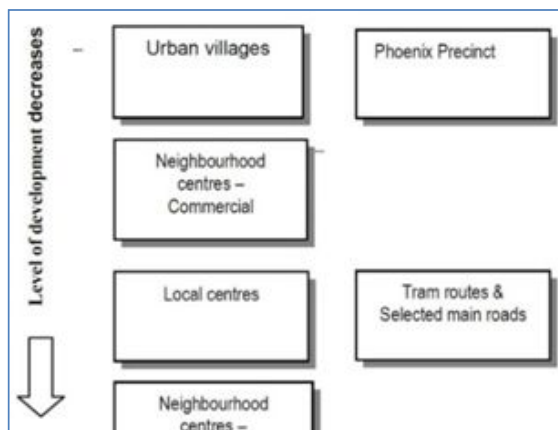 Level of development decreases
Urban villages
Phoenix Precinct
Neighbourhood
centres –
Commercial
Local centres
Tram routes &
Selected main roads
Neighbourhood
centres –